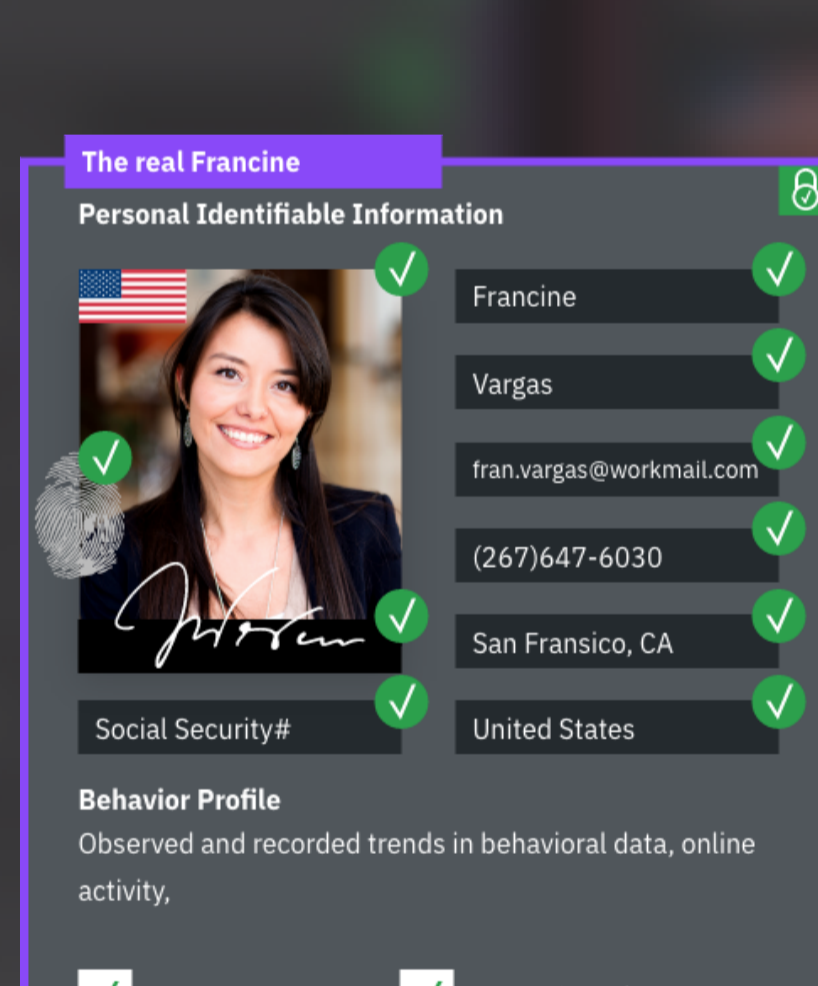 The real Francine
Personal Identifiable Information
Francine
Vargas
fran.vargas@workmail.com
(267)647-6030
San Fransico, CA
Social Security#
United States
Behavior Profile
Observed and recorded trends in behavioral data, online
activity,